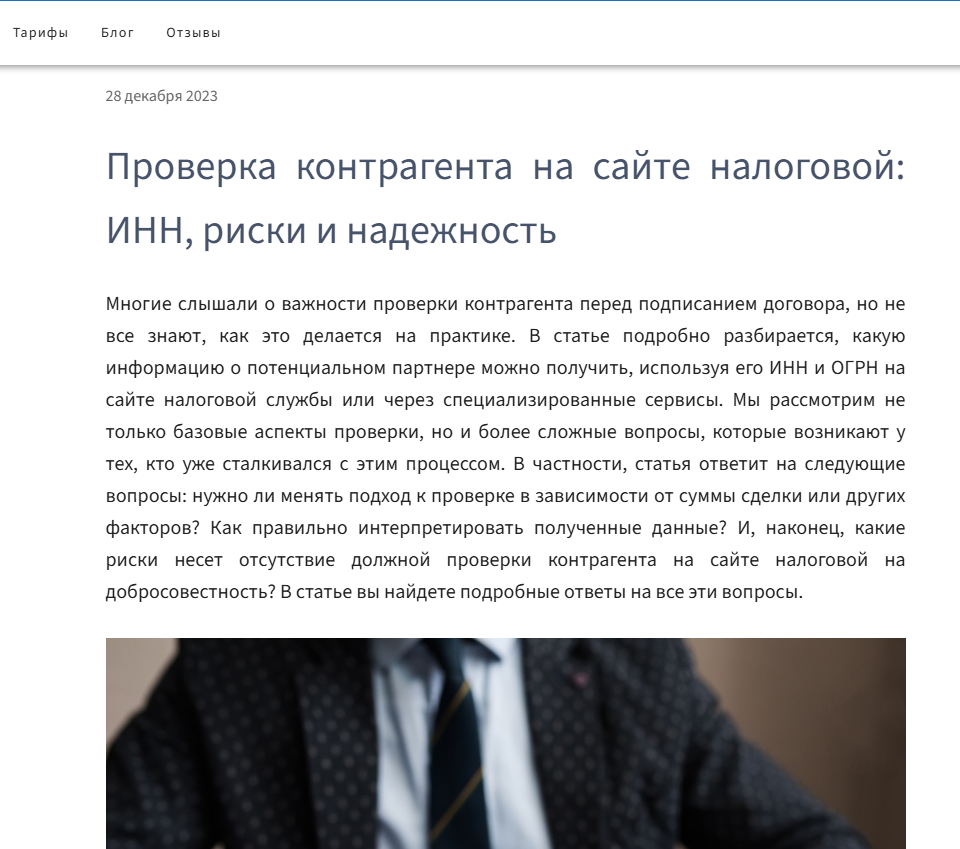 Тарифы Блог Отзывы
28 декабря 2023
Проверка контрагента на сайте налоговой:
ИНН, риски и надежность
Многие слышали о важности проверки контрагента перед подписанием договора, но не
все знают, как это делается на практике. В статье подробно разбирается, какую
информацию о потенциальном партнере можно получить, используя его ИНН и ОГРН на
сайте налоговой службы или через специализированные сервисы. Мы рассмотрим не
только базовые аспекты проверки, но и более сложные вопросы, которые возникают у
тех, кто уже сталкивался с этим процессом. В частности, статья ответит на следующие
вопросы: нужно ли менять подход к проверке в зависимости от суммы сделки или других
факторов? Как правильно интерпретировать полученные данные? И, наконец, какие
риски несет отсутствие должной проверки контрагента на сайте налоговой на
добросовестность? В статье вы найдете подробные ответы на все эти вопросы.